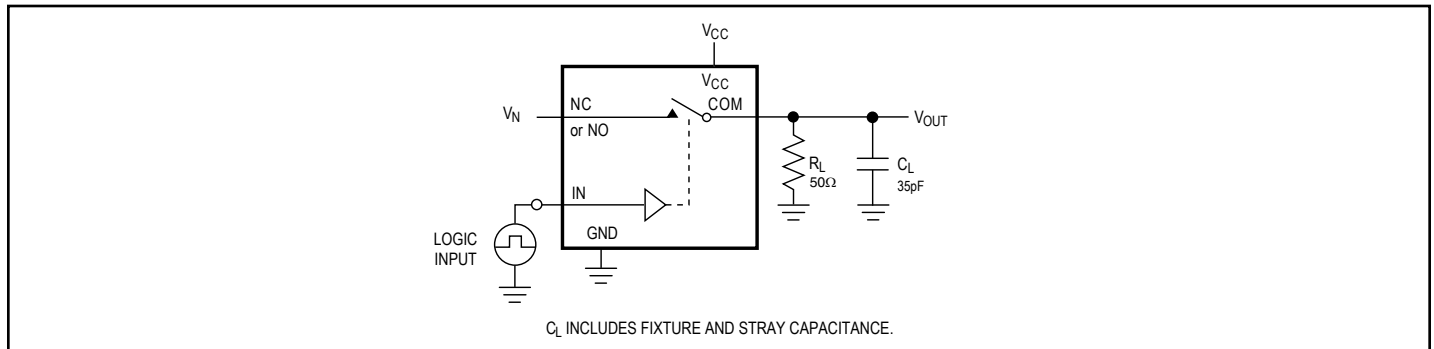 VCC
VCC
VN
NC
or NO
COM
VOUT
RL
50Ω
CL
35pF
IN
GND
LOGIC
INPUT
CL INCLUDES FIXTURE AND STRAY CAPACITANCE.